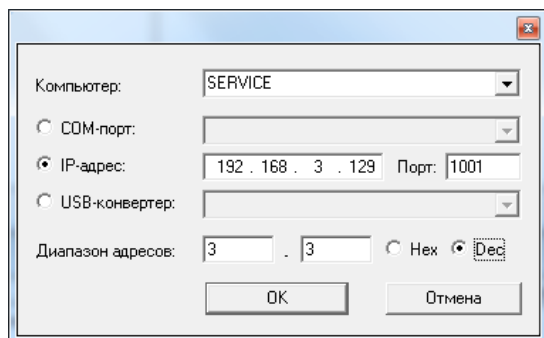 Компьютер: SERVICE
COM-порт:
IP-адрес: 192 . 168 . 3 . 129 Порт: 1001
USB-конвертер:
Диапазон адресов: 3 . 3 Hex Dec
OK Отмена